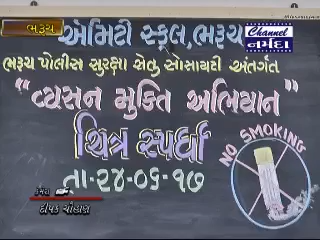 ભરૂચ
Channel
નર્મદા
એમિટી સ્કૂલ, ભરૂચ
ભરૂચ પોલીસ સુરક્ષા સેતુ સોસાયટી અંતર્ગત
"વ્યસન મુક્તિ અભિયાન"
ચિત્ર સ્પર્ધા
તા-૨૪-૦૬-૧૭
NO SMOKING
કેમેરા
દીપક ચૌહાણ